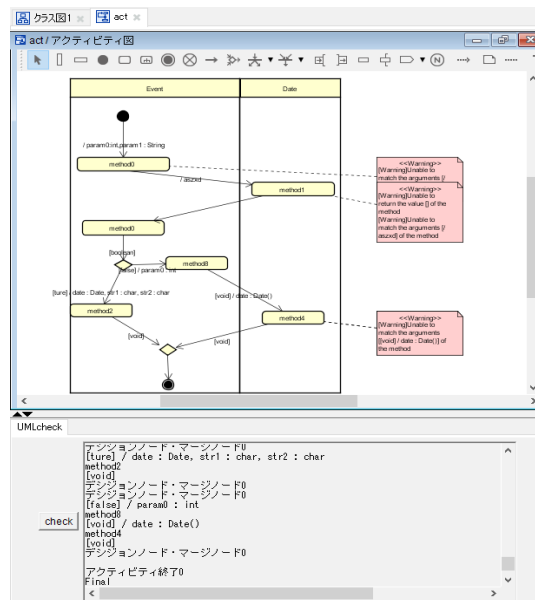 クラス図1
act
act / アクティビティ図
Event
Date
/ param0:int,param1 : String
method0
/ aszxd
method1
method0
[boolean]
[false] / param0 : int
method8
[ture] / date : Date, str1 : char, str2 : char
method2
[void] / date : Date()
method4
[void]
[void]
<<Warning>>
[Warning]Unable to
match the arguments [/
<<Warning>>
[Warning]Unable to
return the value [] of the
method
[Warning]Unable to
match the arguments [/
aszxd] of the method
<<Warning>>
[Warning]Unable to
match the arguments
[[void] / date : Date()] of
the method
UMLcheck
check
デシジョンノード・マージノード0
[ture] / date : Date, str1 : char, str2 : char
method2
[void]
デシジョンノード・マージノード0
デシジョンノード・マージノード0
[false] / param0 : int
method8
[void] / date : Date()
method4
[void]
デシジョンノード・マージノード0
アクティビティ終了0
Final